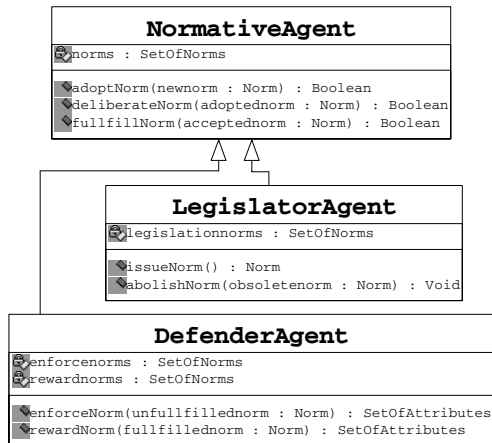 NormativeAgent
norms : SetOfNorms
adoptNorm(newnorm : Norm) : Boolean
deliberateNorm(adoptednorm : Norm) : Boolean
fullfillNorm(acceptednorm : Norm) : Boolean
LegislatorAgent
legislationnorms : SetOfNorms
issueNorm() : Norm
abolishNorm(obsoletenorm : Norm) : Void
DefenderAgent
enforcenorms : SetOfNorms
rewardnorms : SetOfNorms
enforceNorm(unfullfillednorm : Norm) : SetOfAttributes
rewardNorm(fullfillednorm : Norm) : SetOfAttributes